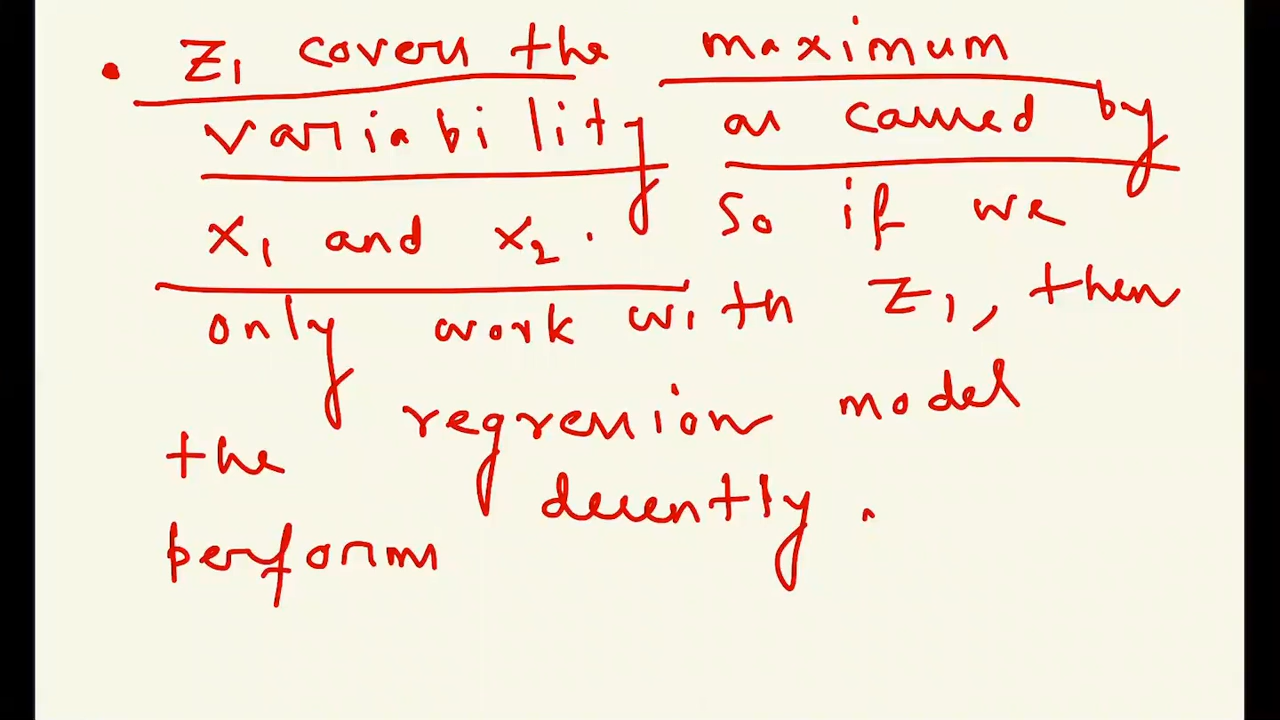 • Z₁ covers the maximum
variability as caused by
x₁ and x₂. So if we
only work with Z₁, then
the regression model
performs decently.